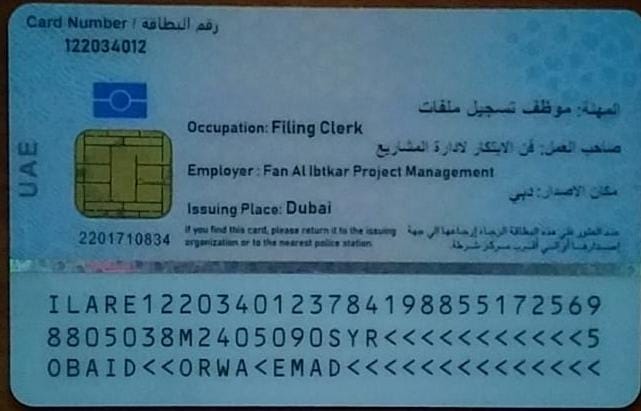 Card Number / رقم البطاقة
122034012
المهنة: موظف تسجيل ملفات
Occupation: Filing Clerk
صاحب العمل: فن الابتكار لادارة المشاريع
Employer : Fan Al Ibtkar Project Management
مكان الاصدار: دبي
Issuing Place: Dubai
UAE
2201710834
If you find this card, please return it to the issuing
organization or to the nearest police station
عند العثور على هذه البطاقة الرجاء إرجاعها الى جهة
إصدارها أو الى أقرب مركز شرطة.
ILARE1220340123784198855172569
8805038M2405090SYR<<<<<<<<<<<5
OBAID<<ORWA<EMAD<<<<<<<<<<<<<<